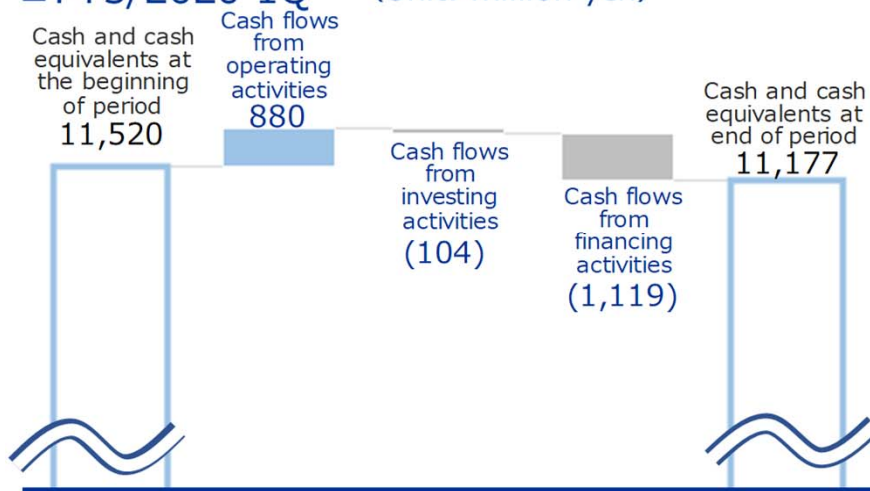 Cash and cash
equivalents at
the beginning
of period
11,520
Cash flows
from
operating
activities
880
Cash flows
from
investing
activities
(104)
Cash flows
from
financing
activities
(1,119)
Cash and cash
equivalents at
end of period
11,177